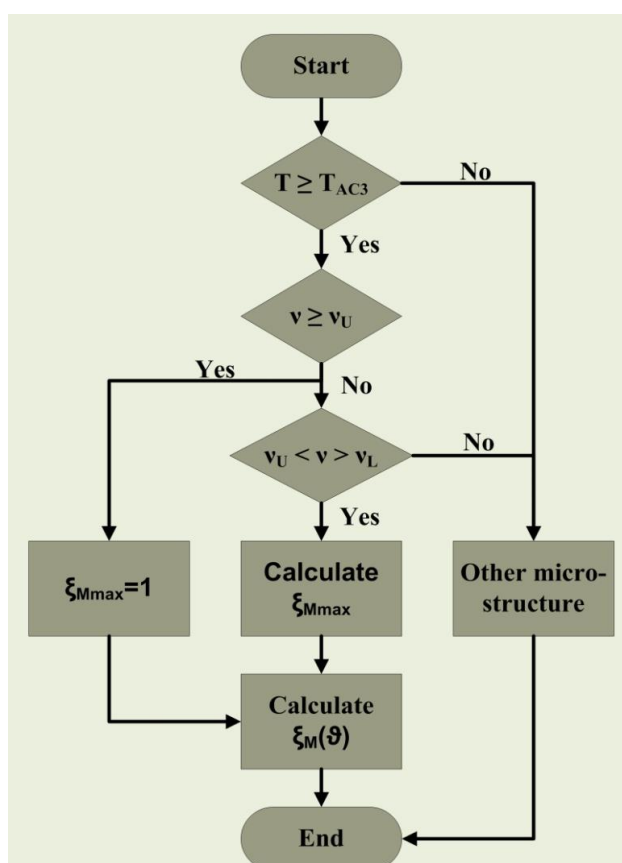 Start
T ≥ T_AC3
No
Yes
ν ≥ ν_U
Yes
No
ν_U < ν > ν_L
No
Yes
ξ_Mmax=1
Calculate
ξ_Mmax
Other micro-
structure
Calculate
ξ_M(ϑ)
End